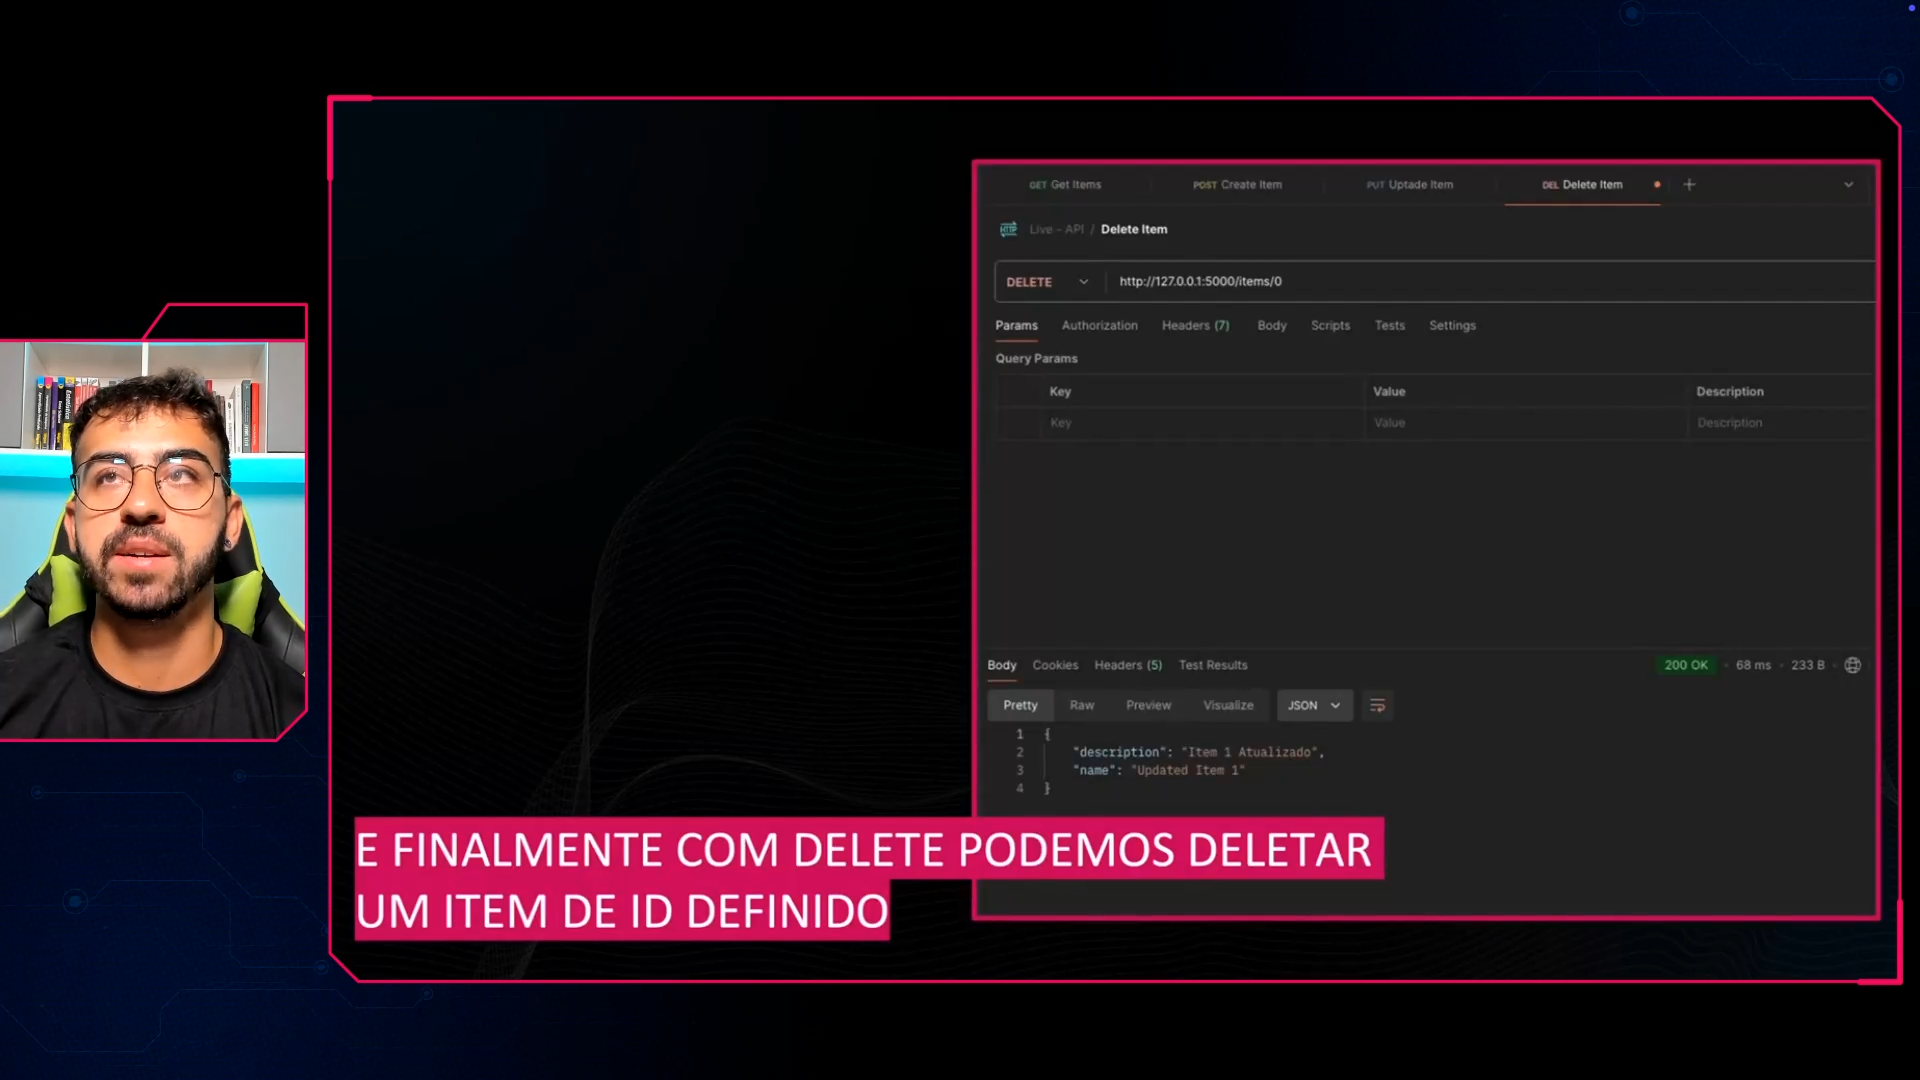 GET Get Items POST Create Item PUT Uptade Item DEL Delete Item
HTTP Live - API / Delete Item
DELETE http://127.0.0.1:5000/items/0
Params Authorization Headers (7) Body Scripts Tests Settings
Query Params
Key Value Description
Key Value Description
Body Cookies Headers (5) Test Results 200 OK • 68 ms • 233 B •
Pretty Raw Preview Visualize JSON
1 {
2 "description": "Item 1 Atualizado",
3 "name": "Updated Item 1"
4 }
E FINALMENTE COM DELETE PODEMOS DELETAR
UM ITEM DE ID DEFINIDO